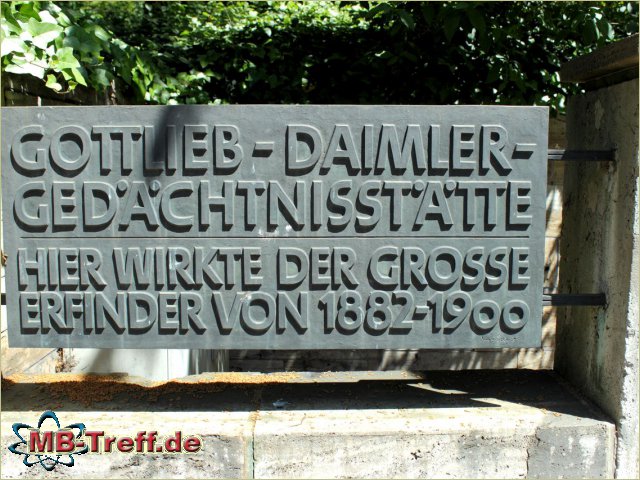 GOTTLIEB-DAIMLER-
GEDÄCHTNISSTÄTTE
HIER WIRKTE DER GROSSE
ERFINDER VON 1882-1900
MB-Treff.de